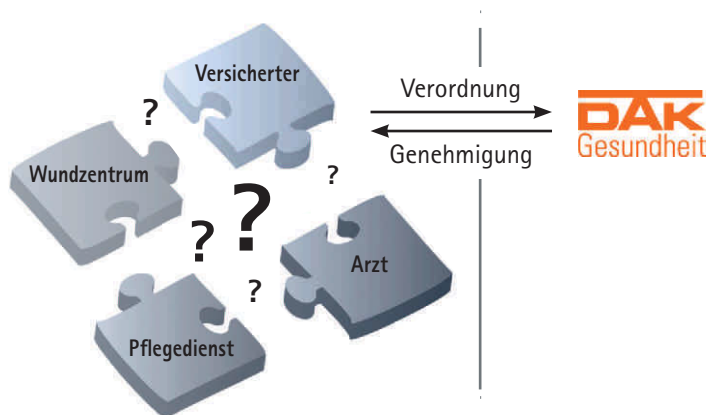 Versicherter
?
Verordnung
DAK
Gesundheit
Genehmigung
Wundzentrum
?
?
?
Arzt
?
Pflegedienst